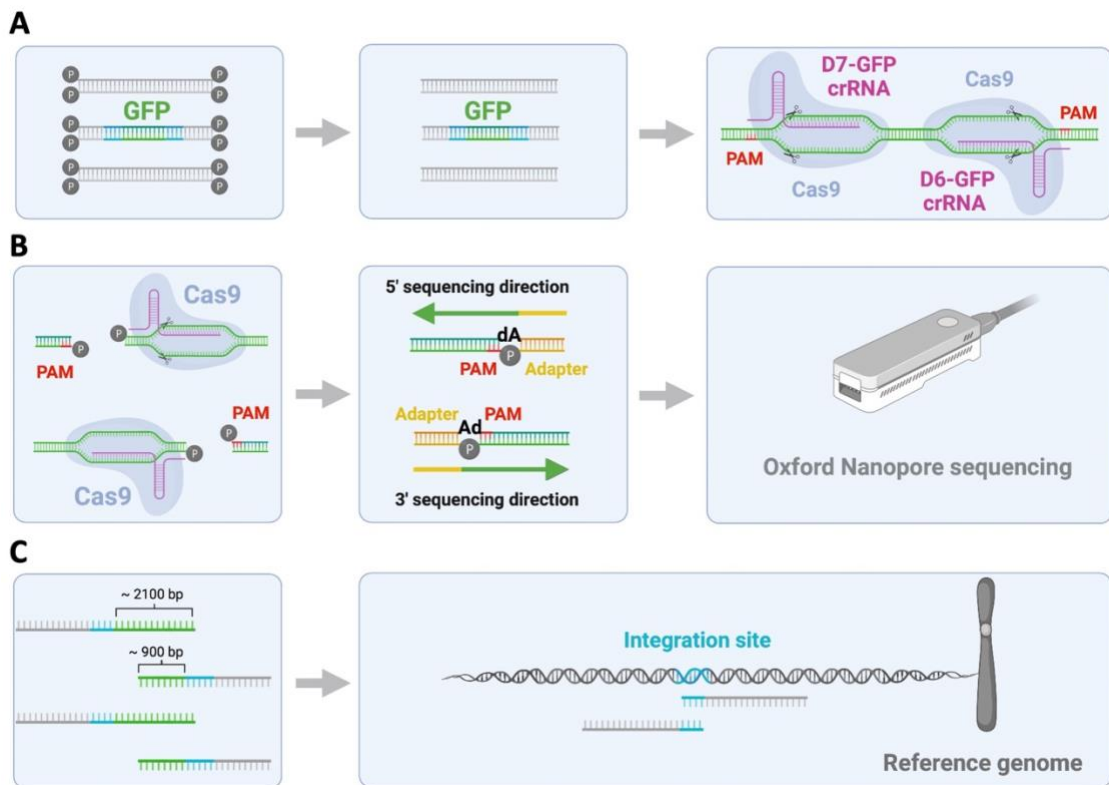 A
P P
P P
GFP
P P
P P
P P
P P
GFP
D7-GFP
crRNA
Cas9
PAM
PAM
Cas9
D6-GFP
crRNA
B
Cas9
P
P
PAM
PAM
P
P
Cas9
5' sequencing direction
dA
P
PAM Adapter
Adapter PAM
Ad
P
3' sequencing direction
Oxford Nanopore sequencing
C
~ 2100 bp
~ 900 bp
Integration site
Reference genome